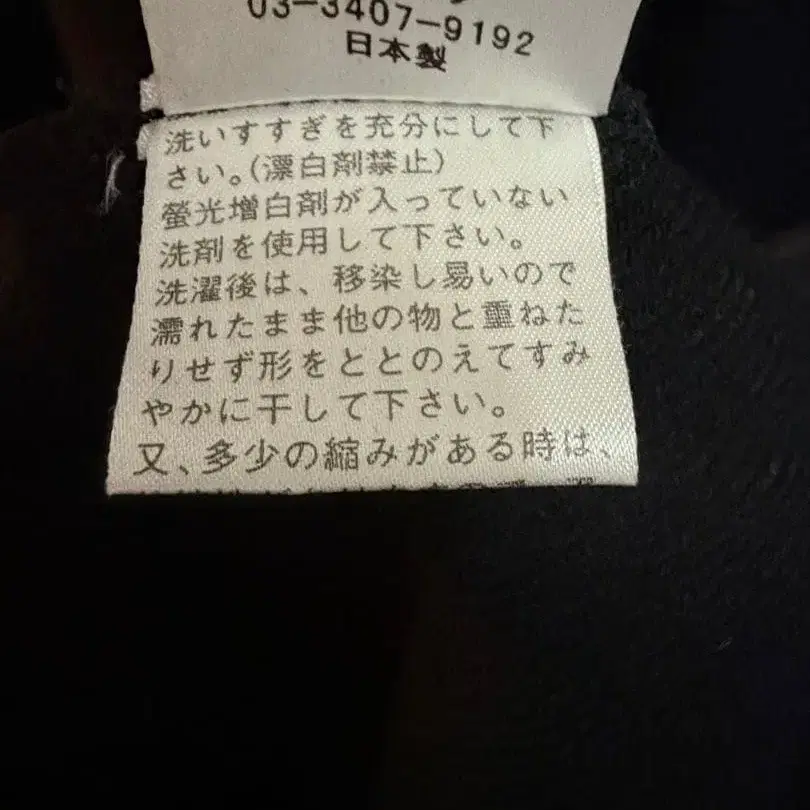 03-3407-9192
日本製
洗いすすぎを充分にして下
さい。(漂白剤禁止)
螢光増白剤が入っていない
洗剤を使用して下さい。
洗濯後は、移染し易いので
濡れたまま他の物と重ねた
りせず形をととのえてすみ
やかに干して下さい。
又、多少の縮みがある時は、